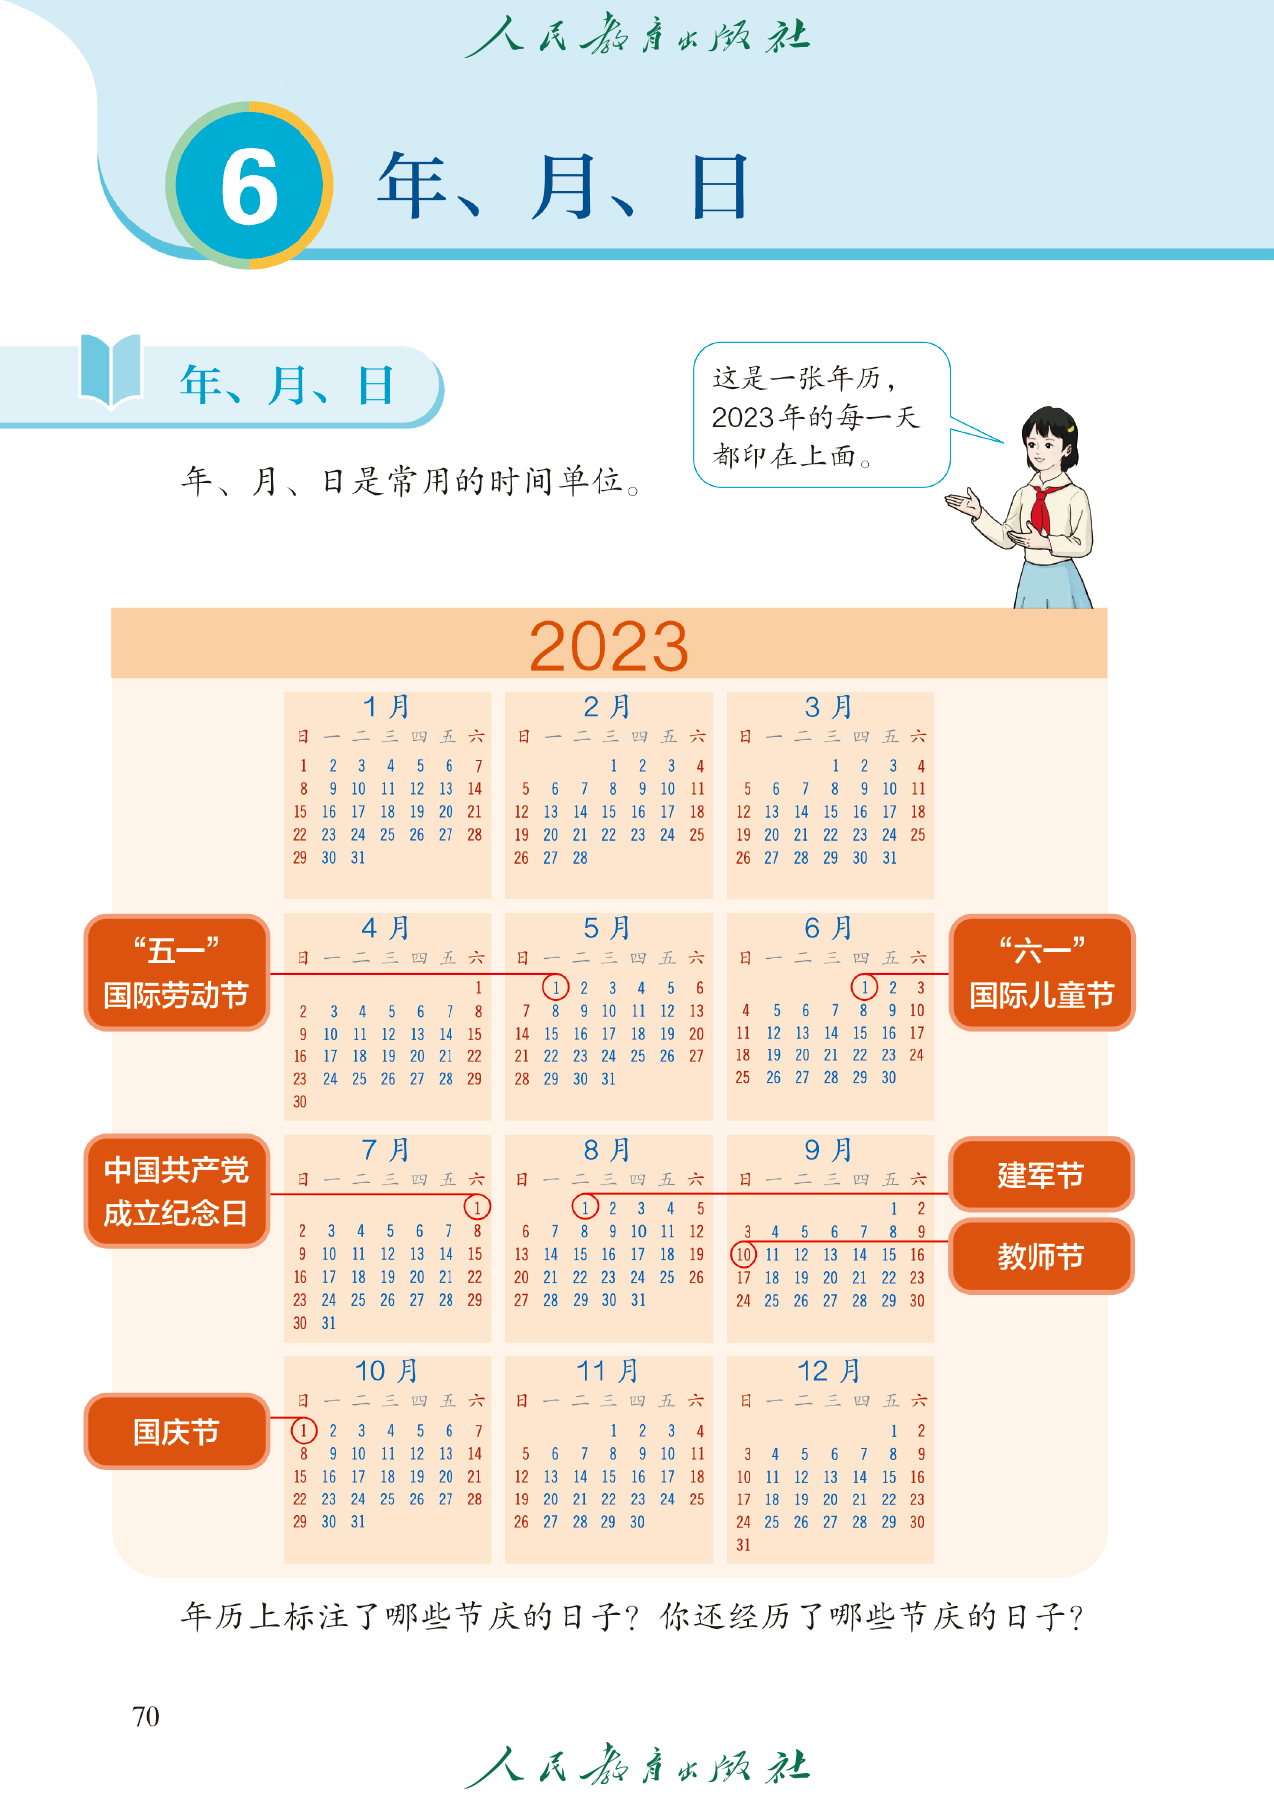 人民教育出版社
6
年、月、日
年、月、日
这是一张年历，
2023年的每一天
都印在上面。
年、月、日是常用的时间单位。
2023
1月
日 一 二 三 四 五 六
1 2 3 4 5 6 7
8 9 10 11 12 13 14
15 16 17 18 19 20 21
22 23 24 25 26 27 28
29 30 31
2月
日 一 二 三 四 五 六
1 2 3 4
5 6 7 8 9 10 11
12 13 14 15 16 17 18
19 20 21 22 23 24 25
26 27 28
3月
日 一 二 三 四 五 六
1 2 3 4
5 6 7 8 9 10 11
12 13 14 15 16 17 18
19 20 21 22 23 24 25
26 27 28 29 30 31
“五一”
国际劳动节
4月
日 一 二 三 四 五 六
1
2 3 4 5 6 7 8
9 10 11 12 13 14 15
16 17 18 19 20 21 22
23 24 25 26 27 28 29
30
5月
日 一 二 三 四 五 六
1 2 3 4 5 6
7 8 9 10 11 12 13
14 15 16 17 18 19 20
21 22 23 24 25 26 27
28 29 30 31
6月
日 一 二 三 四 五 六
1 2 3
4 5 6 7 8 9 10
11 12 13 14 15 16 17
18 19 20 21 22 23 24
25 26 27 28 29 30
“六一”
国际儿童节
中国共产党
成立纪念日
7月
日 一 二 三 四 五 六
1
2 3 4 5 6 7 8
9 10 11 12 13 14 15
16 17 18 19 20 21 22
23 24 25 26 27 28 29
30 31
8月
日 一 二 三 四 五 六
1 2 3 4 5
6 7 8 9 10 11 12
13 14 15 16 17 18 19
20 21 22 23 24 25 26
27 28 29 30 31
9月
日 一 二 三 四 五 六
1 2
3 4 5 6 7 8 9
10 11 12 13 14 15 16
17 18 19 20 21 22 23
24 25 26 27 28 29 30
建军节
教师节
国庆节
10月
日 一 二 三 四 五 六
1 2 3 4 5 6 7
8 9 10 11 12 13 14
15 16 17 18 19 20 21
22 23 24 25 26 27 28
29 30 31
11月
日 一 二 三 四 五 六
1 2 3 4
5 6 7 8 9 10 11
12 13 14 15 16 17 18
19 20 21 22 23 24 25
26 27 28 29 30
12月
日 一 二 三 四 五 六
1 2
3 4 5 6 7 8 9
10 11 12 13 14 15 16
17 18 19 20 21 22 23
24 25 26 27 28 29 30
31
年历上标注了哪些节庆的日子？你还经历了哪些节庆的日子？
70
人民教育出版社